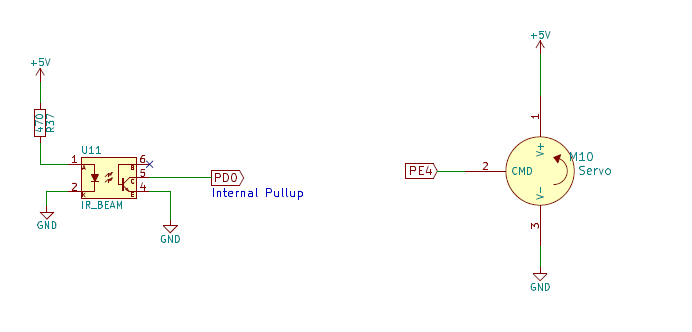 +5V
470
R37
U11
1
A
2
K
6
B
5
C
4
E
IR_BEAM
GND
GND
PD0
Internal Pullup
+5V
1
V+
M10
Servo
PE4
2
CMD
V-
3
GND